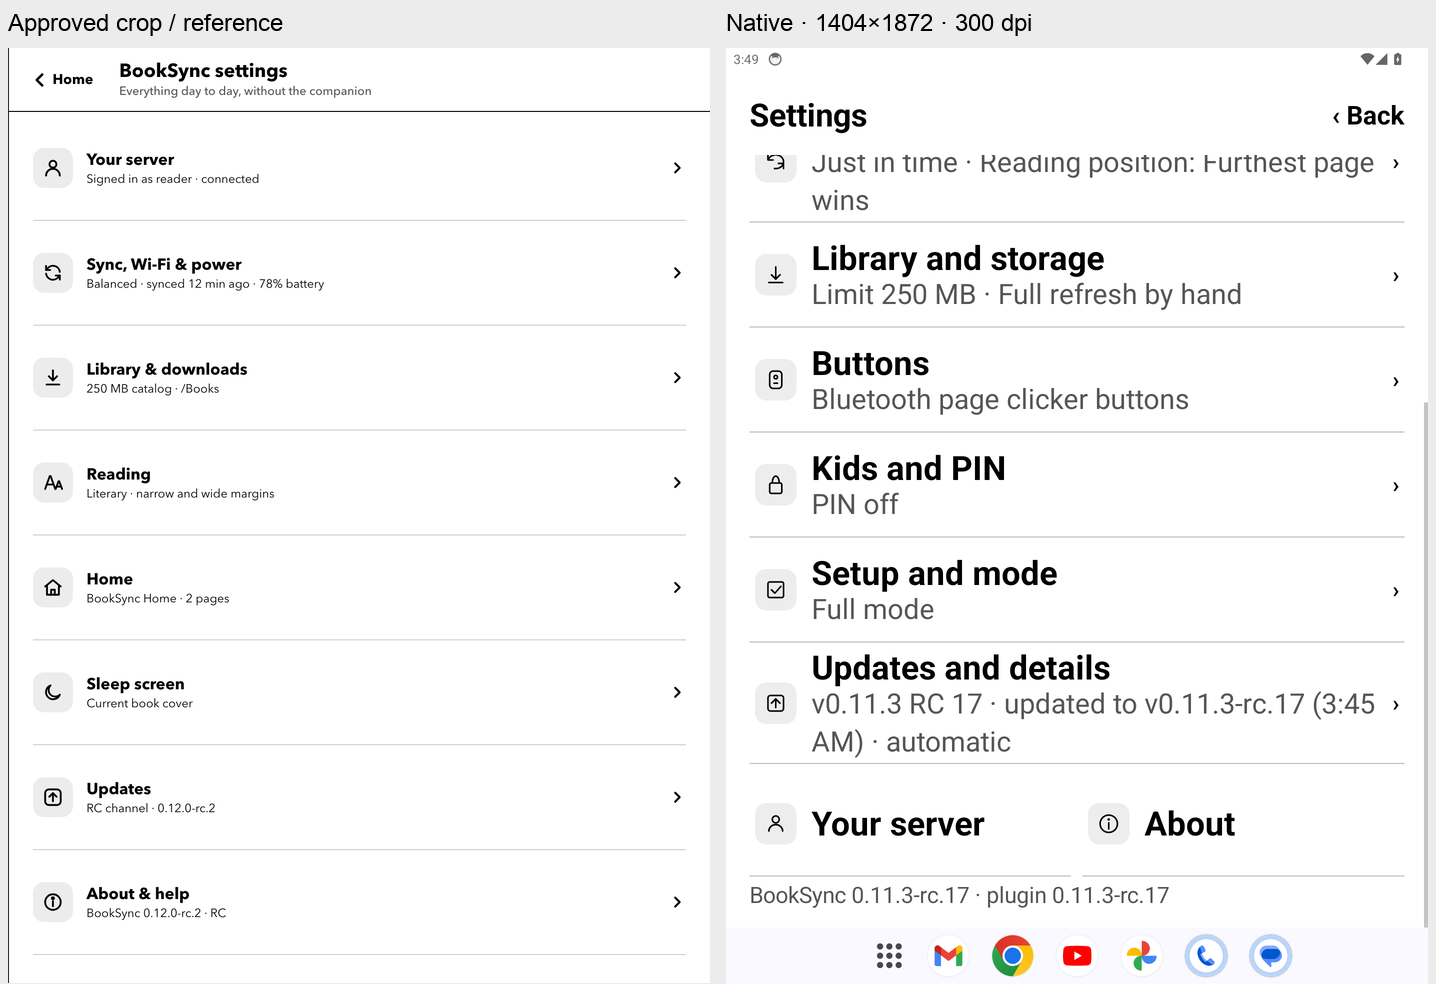 Approved crop / reference
Home
BookSync settings
Everything day to day, without the companion
Your server
Signed in as reader · connected
Sync, Wi-Fi & power
Balanced · synced 12 min ago · 78% battery
Library & downloads
250 MB catalog · /Books
Reading
Literary · narrow and wide margins
Home
BookSync Home · 2 pages
Sleep screen
Current book cover
Updates
RC channel · 0.12.0-rc.2
About & help
BookSync 0.12.0-rc.2 · RC
Native · 1404×1872 · 300 dpi
3:49
Settings
‹ Back
Just in time · Reading position: Furthest page
wins
Library and storage
Limit 250 MB · Full refresh by hand
Buttons
Bluetooth page clicker buttons
Kids and PIN
PIN off
Setup and mode
Full mode
Updates and details
v0.11.3 RC 17 · updated to v0.11.3-rc.17 (3:45
AM) · automatic
Your server
About
BookSync 0.11.3-rc.17 · plugin 0.11.3-rc.17